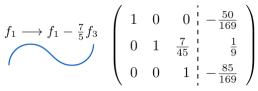 f₁ ⟶ f₁ − 7/5 f₃
1 0 0 | −50/169
0 1 7/45 | 1/9
0 0 1 | −85/169